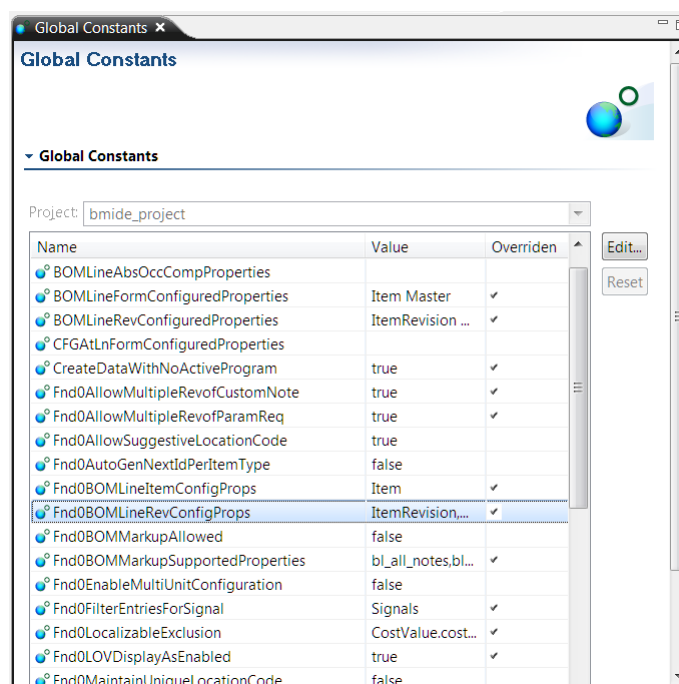 Global Constants
Global Constants
Global Constants
Project: bmide_project
Name Value Overriden
Edit...
Reset
BOMLineAbsOccCompProperties
BOMLineFormConfiguredProperties Item Master
BOMLineRevConfiguredProperties ItemRevision ...
CFGAtLnFormConfiguredProperties
CreateDataWithNoActiveProgram true
Fnd0AllowMultipleRevofCustomNote true
Fnd0AllowMultipleRevofParamReq true
Fnd0AllowSuggestiveLocationCode true
Fnd0AutoGenNextIdPerItemType false
Fnd0BOMLineItemConfigProps Item
Fnd0BOMLineRevConfigProps ItemRevision,...
Fnd0BOMMarkupAllowed false
Fnd0BOMMarkupSupportedProperties bl_all_notes,bl...
Fnd0EnableMultiUnitConfiguration false
Fnd0FilterEntriesForSignal Signals
Fnd0LocalizableExclusion CostValue.cost...
Fnd0LOVDisplayAsEnabled true
Fnd0MaintainUniqueLocationCode false